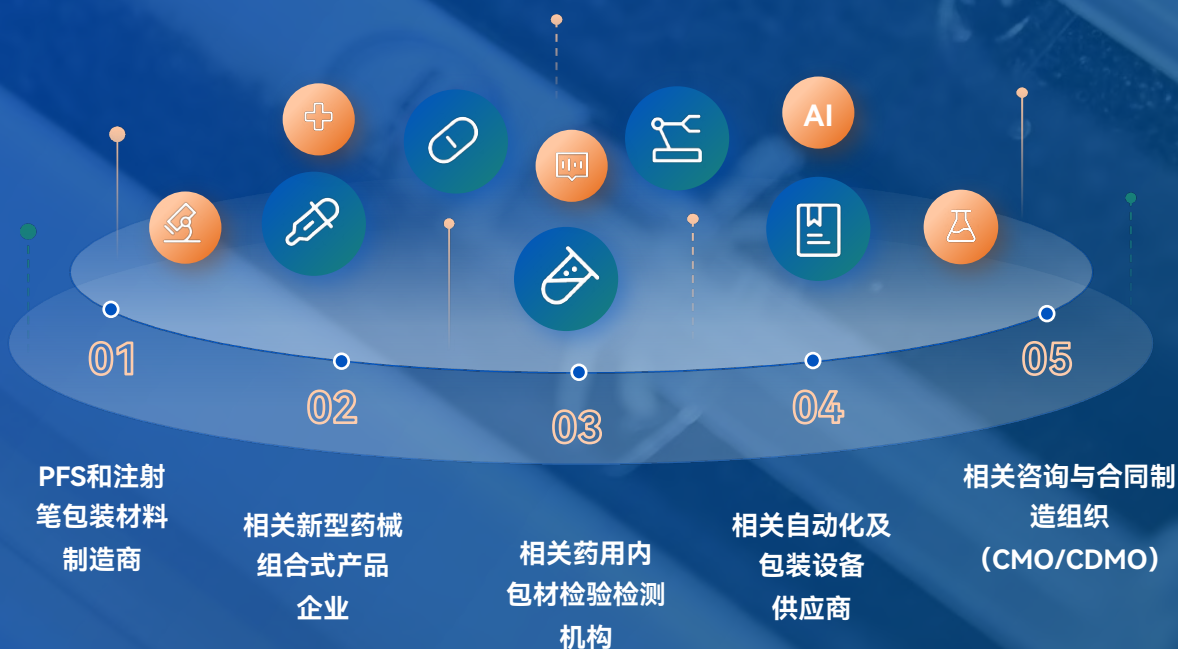 AI
01
PFS和注射
笔包装材料
制造商
02
相关新型药械
组合式产品
企业
03
相关药用内
包材检验检测
机构
04
相关自动化及
包装设备
供应商
05
相关咨询与合同制
造组织
（CMO/CDMO）